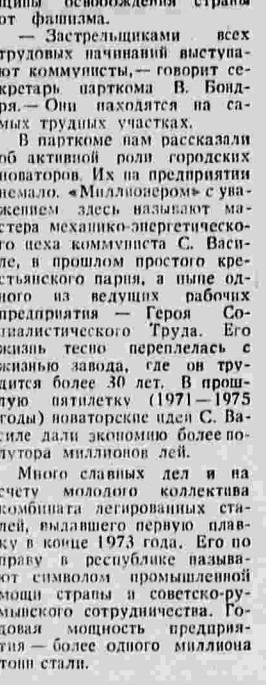 щины освобождения страны
от фашизма.
— Застрельщиками всех
трудовых начинаний выступа-
ют коммунисты,— говорит се-
кретарь парткома В. Бонд-
ря.— Они находятся на са-
мых трудных участках.
В парткоме нам рассказали
об активной роли городских
новаторов. Их на предприятии
немало. «Миллионером» с ува-
жением здесь называют ма-
стера механико-энергетическо-
го цеха коммуниста С. Васи-
ле, в прошлом простого кре-
стьянского парня, а ныне од-
ного из ведущих рабочих
предприятия — Героя Со-
циалистического Труда. Его
жизнь тесно переплелась с
жизнью завода, где он тру-
дится более 30 лет. В прош-
лую пятилетку (1971—1975
годы) новаторские идеи С. Ва-
силе дали экономию более по-
лутора миллионов лей.
Много славных дел и на
счету молодого коллектива
комбината легированных ста-
лей, выдавшего первую плав-
ку в конце 1973 года. Его по
праву в республике называ-
ют символом промышленной
мощи страны и советско-ру-
мынского сотрудничества. Го-
довая мощность предприя-
тия — более одного миллиона
тонн стали.